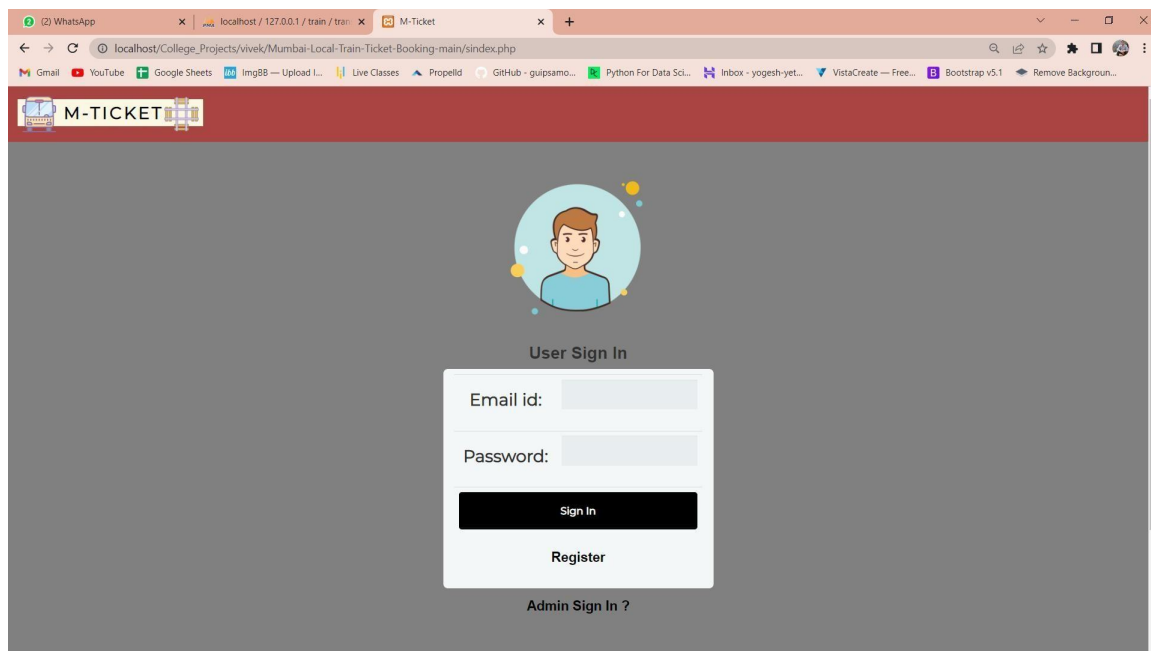 (2) WhatsApp
localhost / 127.0.0.1 / train / tran
M-Ticket
localhost/College_Projects/vivek/Mumbai-Local-Train-Ticket-Booking-main/sindex.php
Gmail YouTube Google Sheets ImgBB — Upload I... Live Classes Propelld GitHub - guipsamo... Python For Data Sci... Inbox - yogesh-yet... VistaCreate — Free... Bootstrap v5.1 Remove Backgroun...
M-TICKET
User Sign In
Email id:
Password:
Sign In
Register
Admin Sign In ?